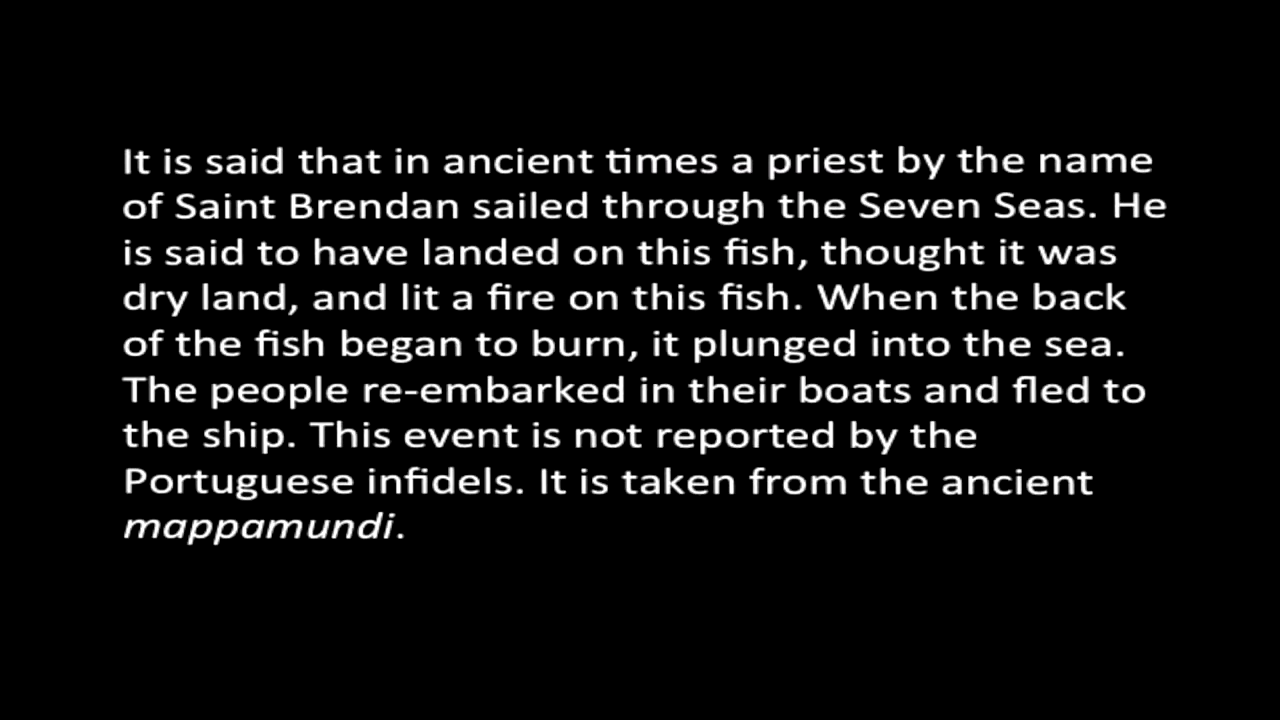 It is said that in ancient times a priest by the name
of Saint Brendan sailed through the Seven Seas. He
is said to have landed on this fish, thought it was
dry land, and lit a fire on this fish. When the back
of the fish began to burn, it plunged into the sea.
The people re-embarked in their boats and fled to
the ship. This event is not reported by the
Portuguese infidels. It is taken from the ancient
mappamundi.